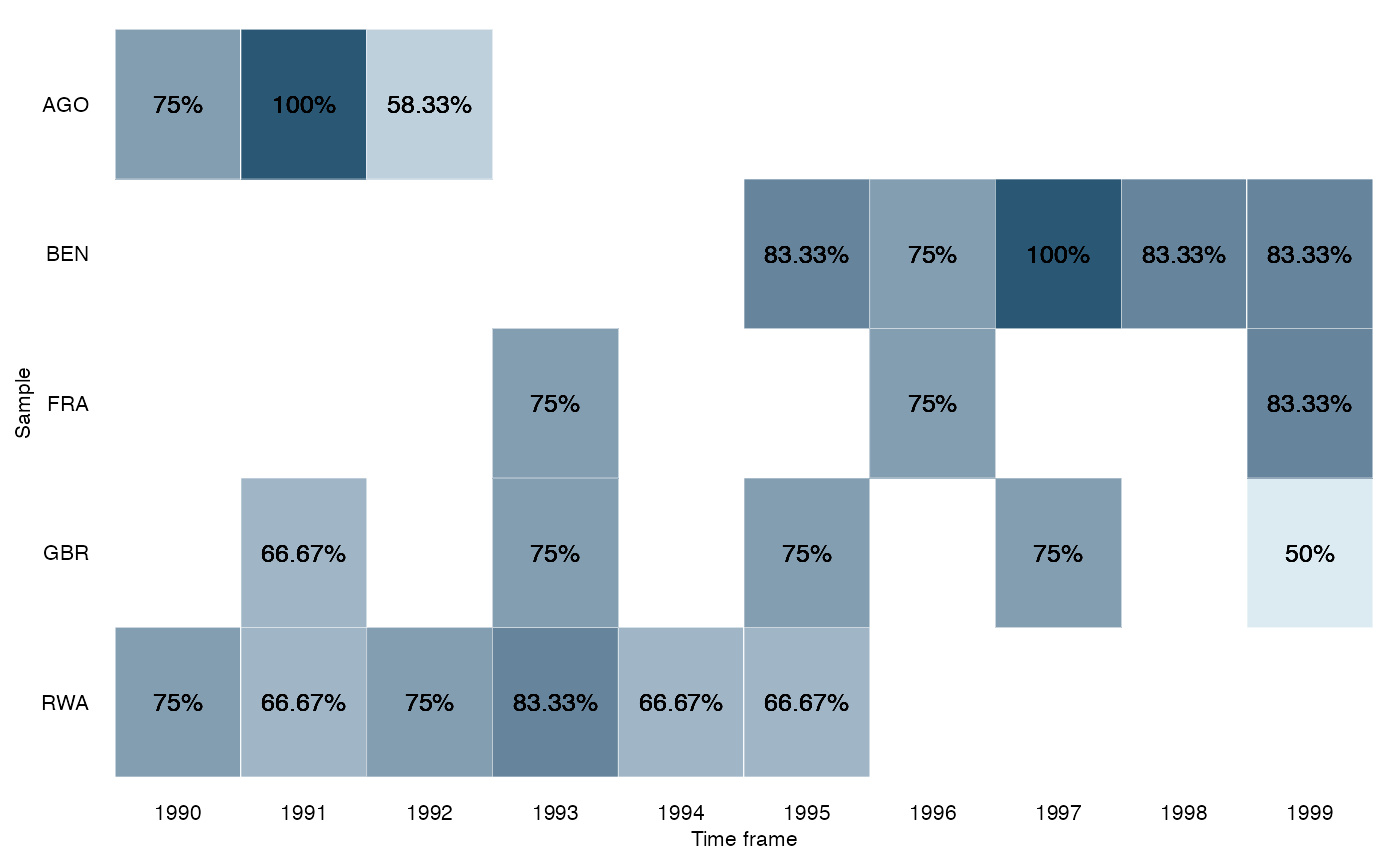 AGO 75% 100% 58.33%
BEN 83.33% 75% 100% 83.33% 83.33%
Sample
FRA 75% 75% 83.33%
GBR 66.67% 75% 75% 75% 50%
RWA 75% 66.67% 75% 83.33% 66.67% 66.67%
1990 1991 1992 1993 1994 1995 1996 1997 1998 1999
Time frame